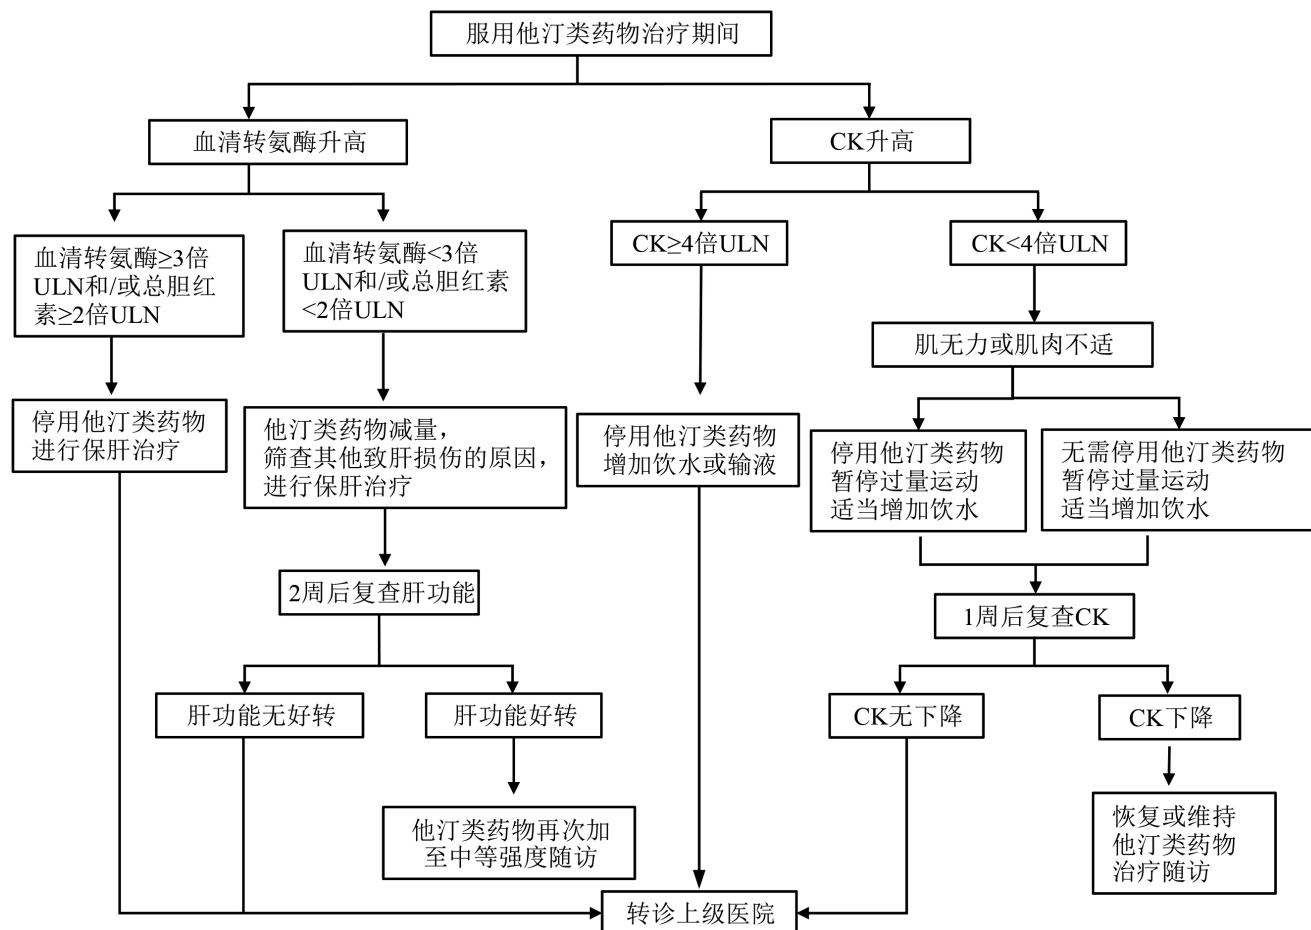 服用他汀类药物治疗期间
血清转氨酶升高
CK升高
血清转氨酶≥3倍
ULN和/或总胆红
素≥2倍ULN
血清转氨酶<3倍
ULN和/或总胆红素
<2倍ULN
CK≥4倍ULN
CK<4倍ULN
肌无力或肌肉不适
停用他汀类药物
进行保肝治疗
他汀类药物减量，
筛查其他致肝损伤的原因，
进行保肝治疗
停用他汀类药物
增加饮水或输液
停用他汀类药物
暂停过量运动
适当增加饮水
无需停用他汀类药物
暂停过量运动
适当增加饮水
2周后复查肝功能
1周后复查CK
肝功能无好转
肝功能好转
CK无下降
CK下降
他汀类药物再次加
至中等强度随访
恢复或维持
他汀类药物
治疗随访
转诊上级医院